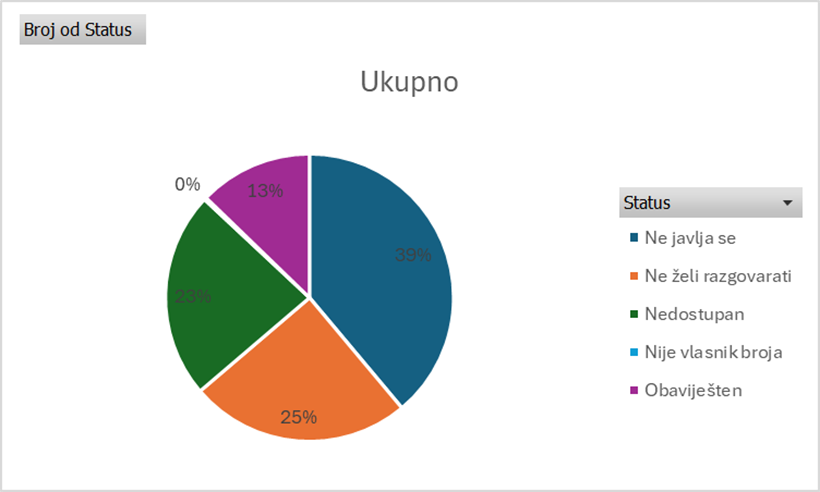 Broj od Status
Ukupno
0%
13%
39%
23%
25%
Status
Ne javlja se
Ne želi razgovarati
Nedostupan
Nije vlasnik broja
Obaviješten